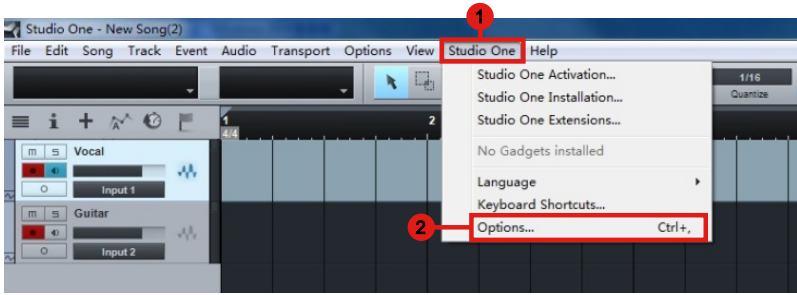 1
Studio One - New Song(2)
File Edit Song Track Event Audio Transport Options View Studio One Help
Studio One Activation...
Studio One Installation...
Studio One Extensions...
No Gadgets installed
Language
Keyboard Shortcuts...
2 Options... Ctrl+,
1/16
Quantize
1 2
4/4
M S Vocal
Input 1
M S Guitar
Input 2